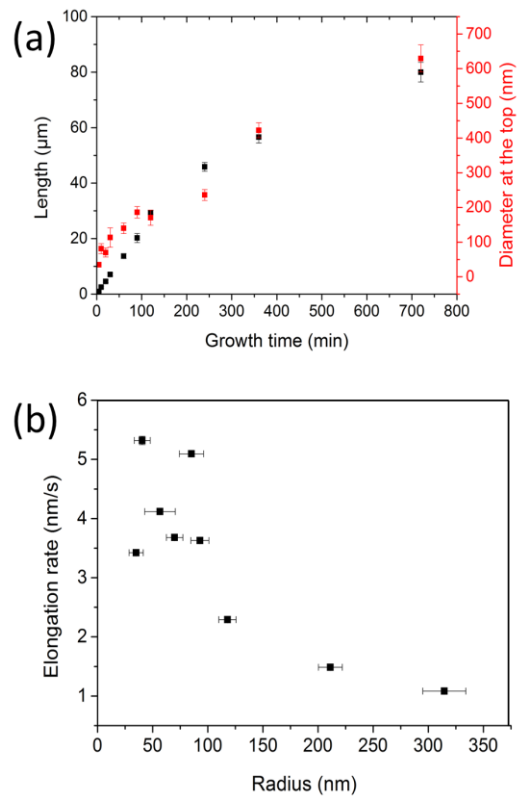 (a)
100
80
60
40
20
0
Length (μm)
0 100 200 300 400 500 600 700 800
Growth time (min)
700
600
500
400
300
200
100
0
Diameter at the top (nm)
(b)
6
5
4
3
2
1
Elongation rate (nm/s)
0 50 100 150 200 250 300 350
Radius (nm)